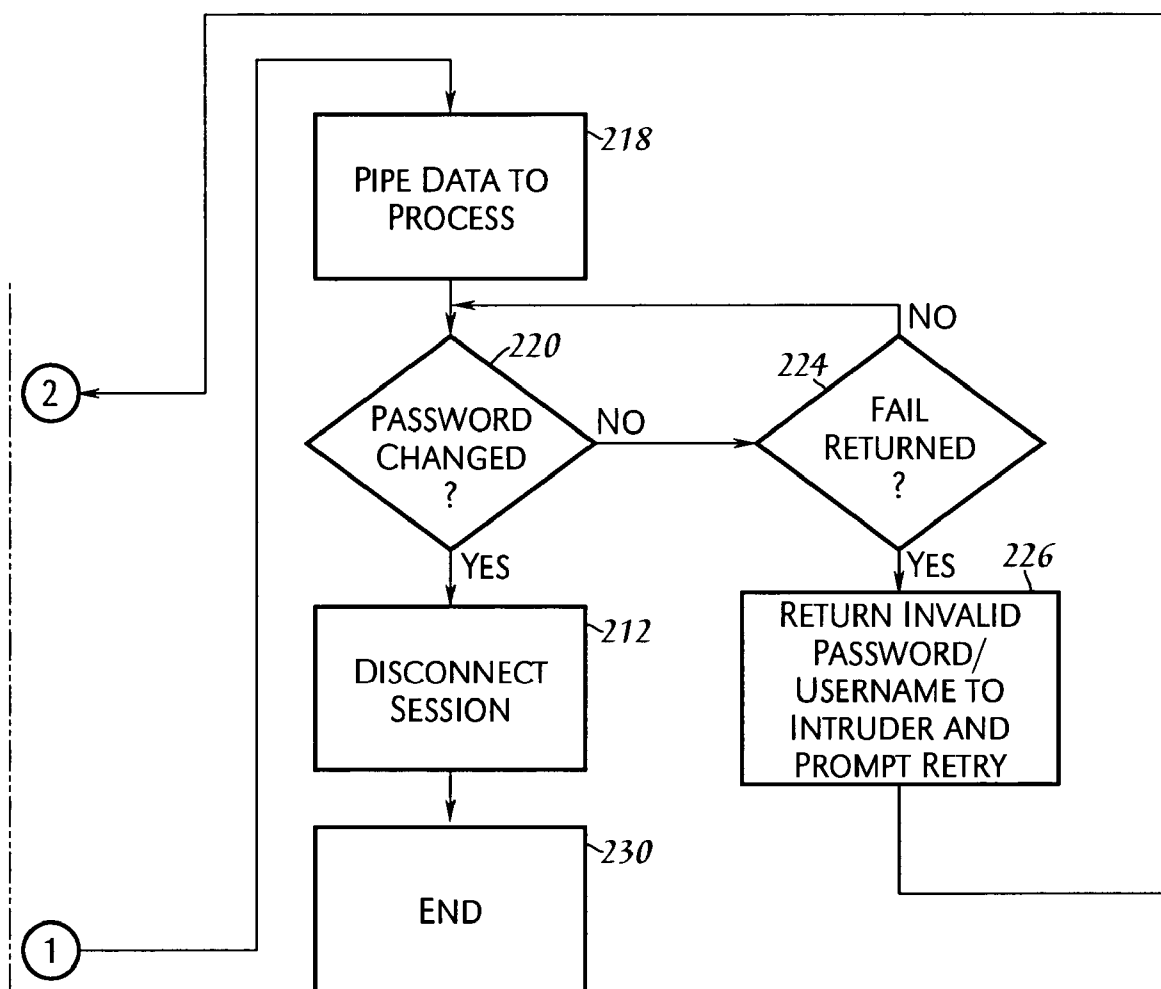 218
PIPE DATA TO
PROCESS
NO
220
224
2
PASSWORD
CHANGED
?
NO
FAIL
RETURNED
?
YES
YES
226
212
DISCONNECT
SESSION
RETURN INVALID
PASSWORD/
USERNAME TO
INTRUDER AND
PROMPT RETRY
230
END
1